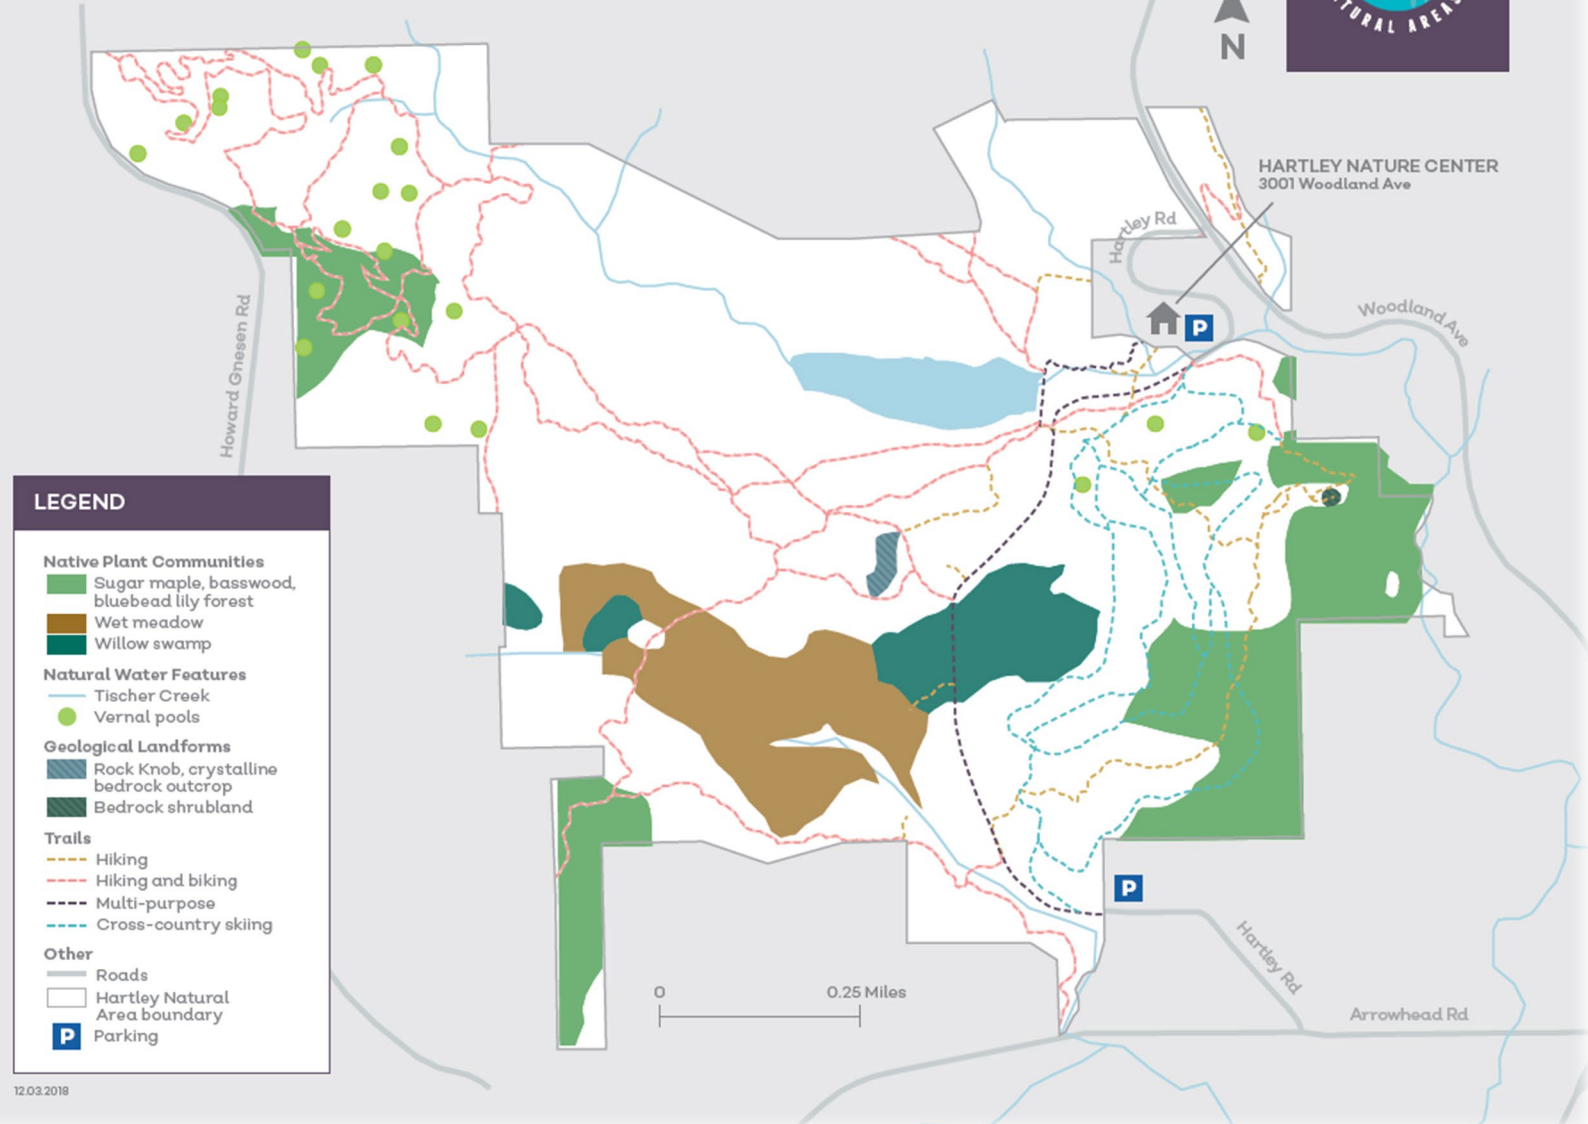 TURAL AREAS
N
HARTLEY NATURE CENTER
3001 Woodland Ave
Hartley Rd
P
Woodland Ave
Howard Gnesen Rd
LEGEND
Native Plant Communities
Sugar maple, basswood,
bluebead lily forest
Wet meadow
Willow swamp
Natural Water Features
Tischer Creek
Vernal pools
Geological Landforms
Rock Knob, crystalline
bedrock outcrop
Bedrock shrubland
Trails
Hiking
Hiking and biking
Multi-purpose
Cross-country skiing
Other
Roads
Hartley Natural
Area boundary
P Parking
P
Hartley Rd
0 0.25 Miles
Arrowhead Rd
12.03.2018